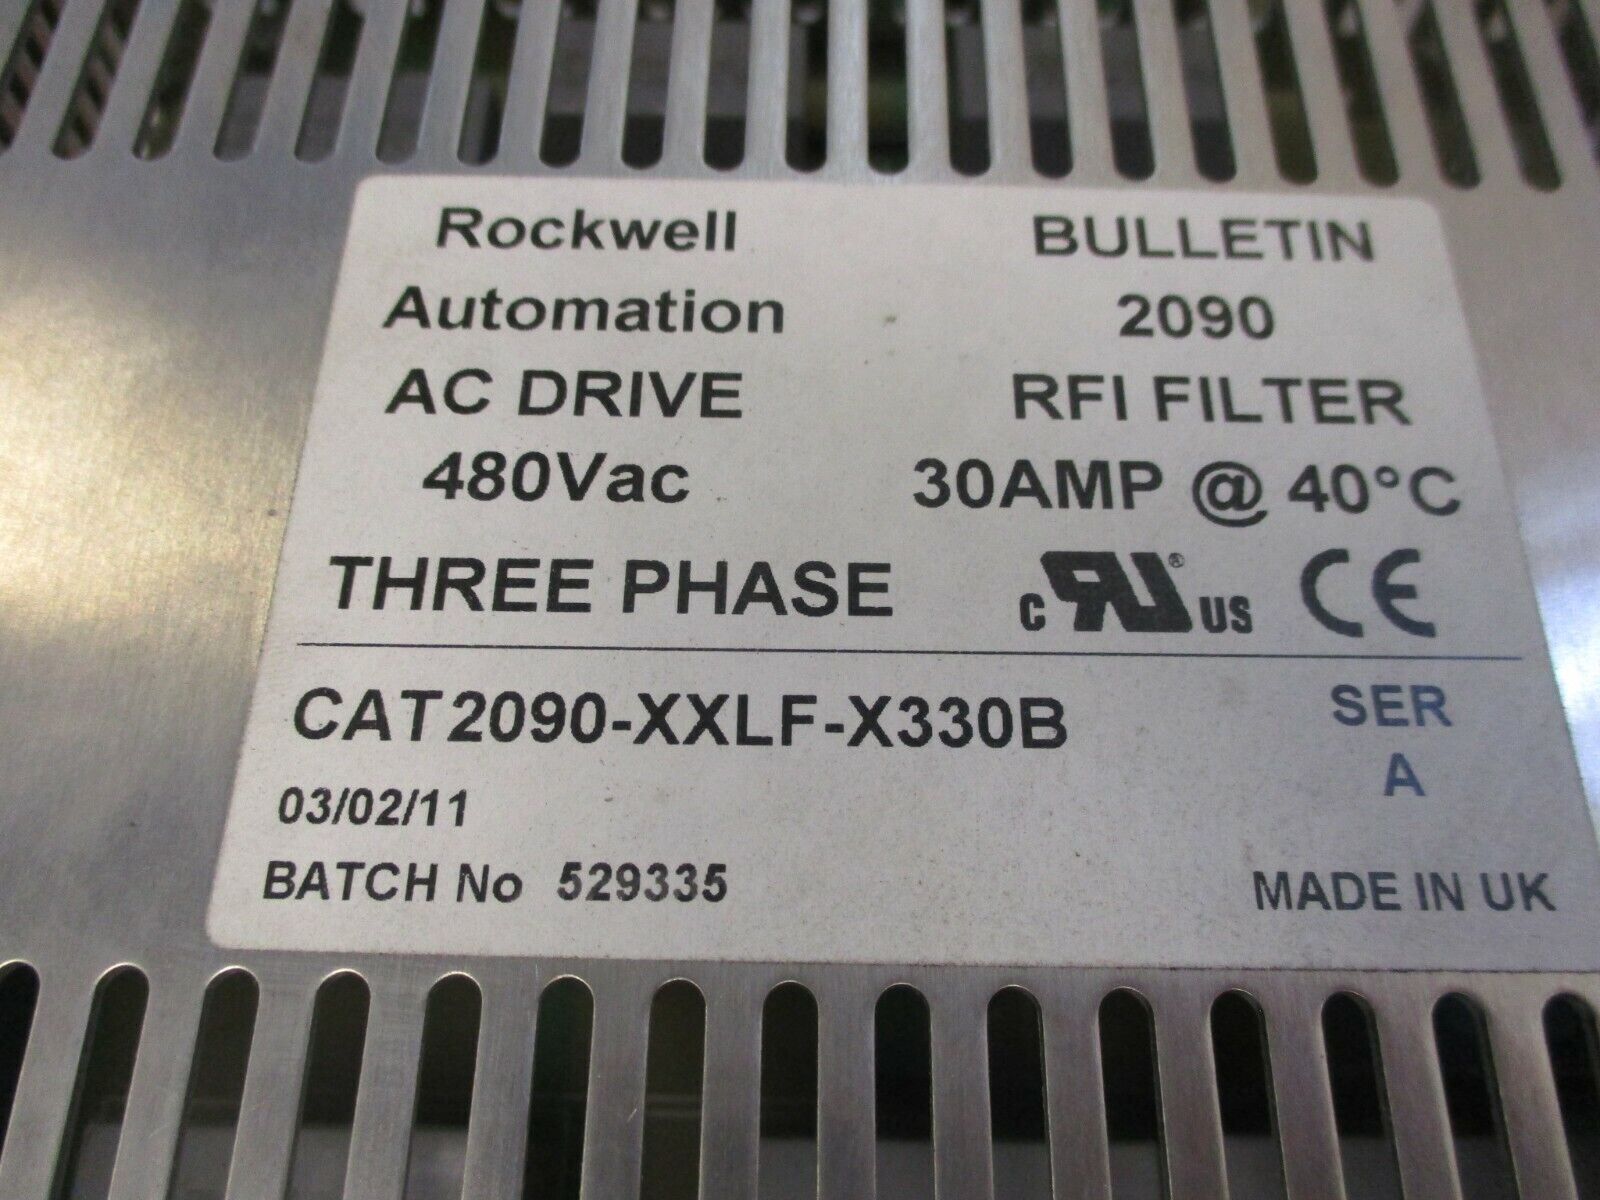 Rockwell BULLETIN
Automation 2090
AC DRIVE RFI FILTER
480Vac 30AMP @ 40°C
THREE PHASE c RU ® US CE
CAT2090-XXLF-X330B SER
A
03/02/11
BATCH No 529335 MADE IN UK